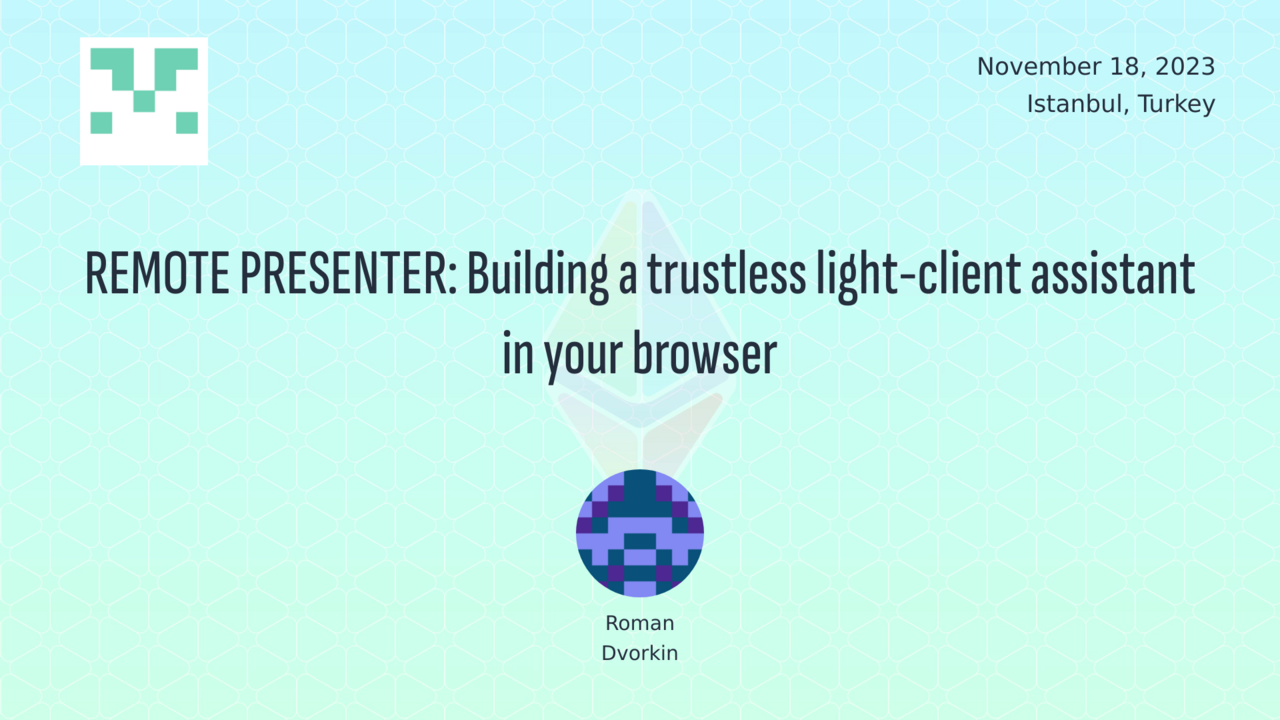 November 18, 2023
Istanbul, Turkey
REMOTE PRESENTER: Building a trustless light-client assistant
in your browser
Roman
Dvorkin